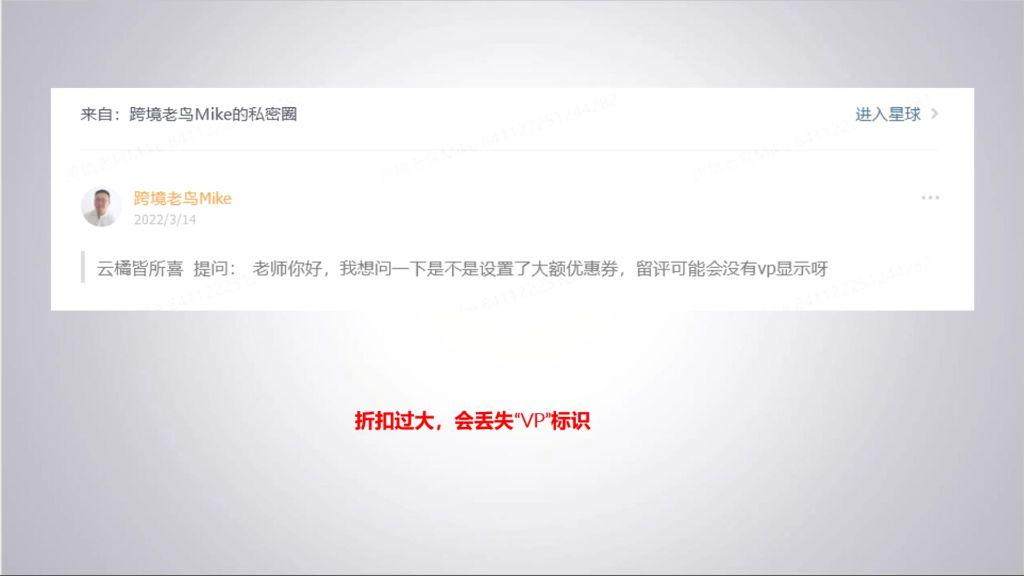 来自：跨境老鸟Mike的私密圈
进入星球
跨境老鸟Mike
2022/3/14
云橘皆所喜 提问： 老师你好，我想问一下是不是设置了大额优惠券，留评可能会没有vp显示呀
折扣过大，会丢失“VP”标识